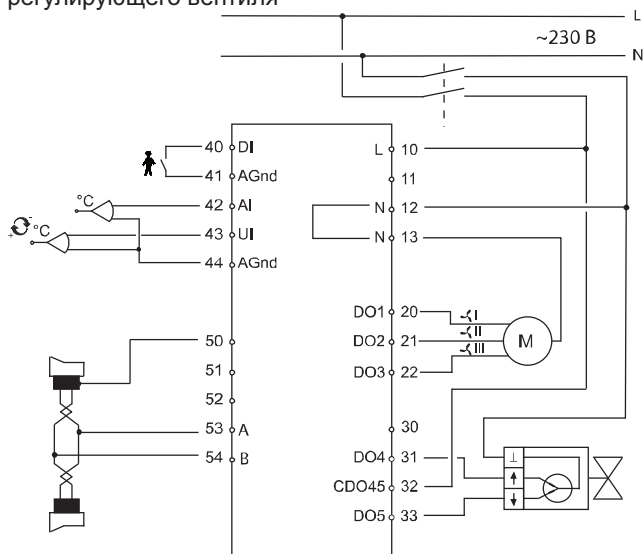 регулирующего вентиля
L
~230 В
N
40 DI
41 AGnd
42 AI
43 UI
44 AGnd
°C
°C
+ -
50
51
52
53 A
54 B
L 10
11
N 12
N 13
DO1 20
DO2 21
DO3 22
I
II
III
M
30
DO4 31
CDO45 32
DO5 33